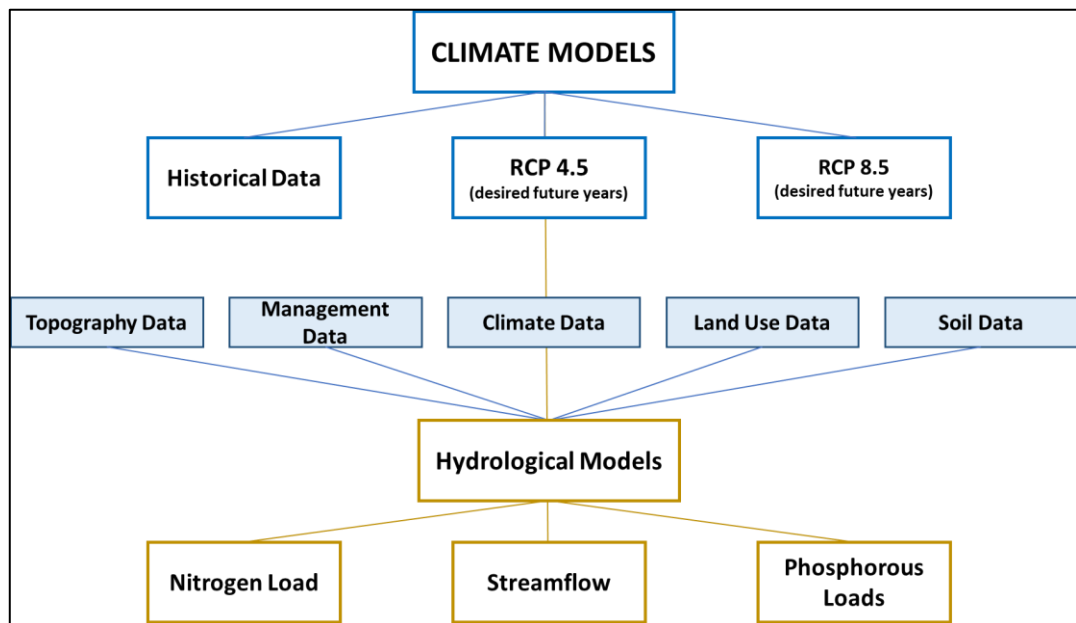 CLIMATE MODELS
Historical Data
RCP 4.5
(desired future years)
RCP 8.5
(desired future years)
Topography Data
Management
Data
Climate Data
Land Use Data
Soil Data
Hydrological Models
Nitrogen Load
Streamflow
Phosphorous
Loads